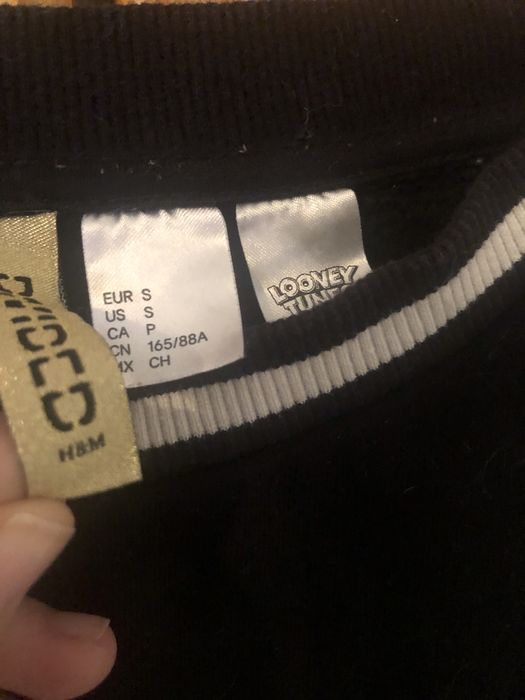 EUR S
US S
CA P
CN 165/88A
MX CH
LOONEY
H&M